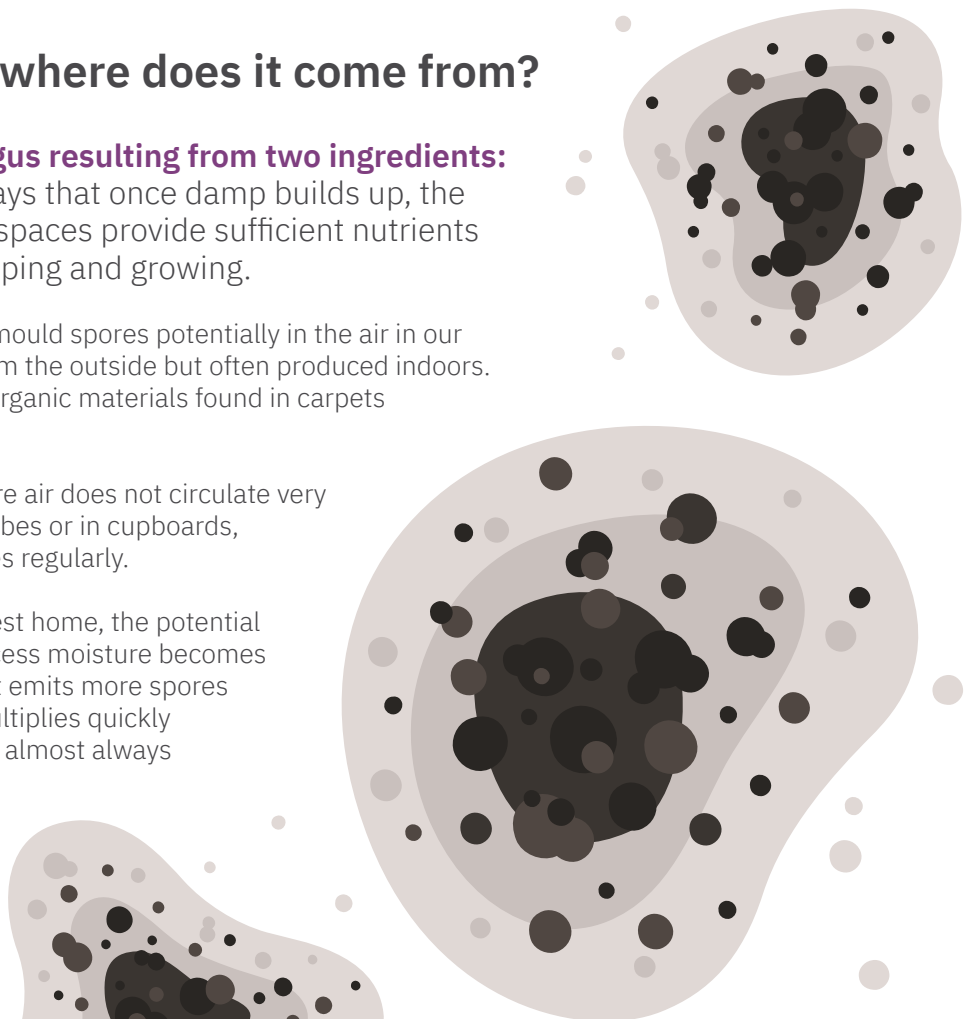 where does it come from?
gus resulting from two ingredients:
ays that once damp builds up, the
spaces provide sufficient nutrients
ping and growing.
mould spores potentially in the air in our
m the outside but often produced indoors.
rganic materials found in carpets
re air does not circulate very
bes or in cupboards,
s regularly.
est home, the potential
cess moisture becomes
t emits more spores
ultiplies quickly
almost always